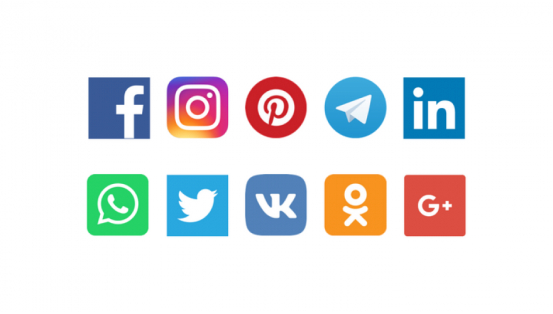 f P in
VK G+